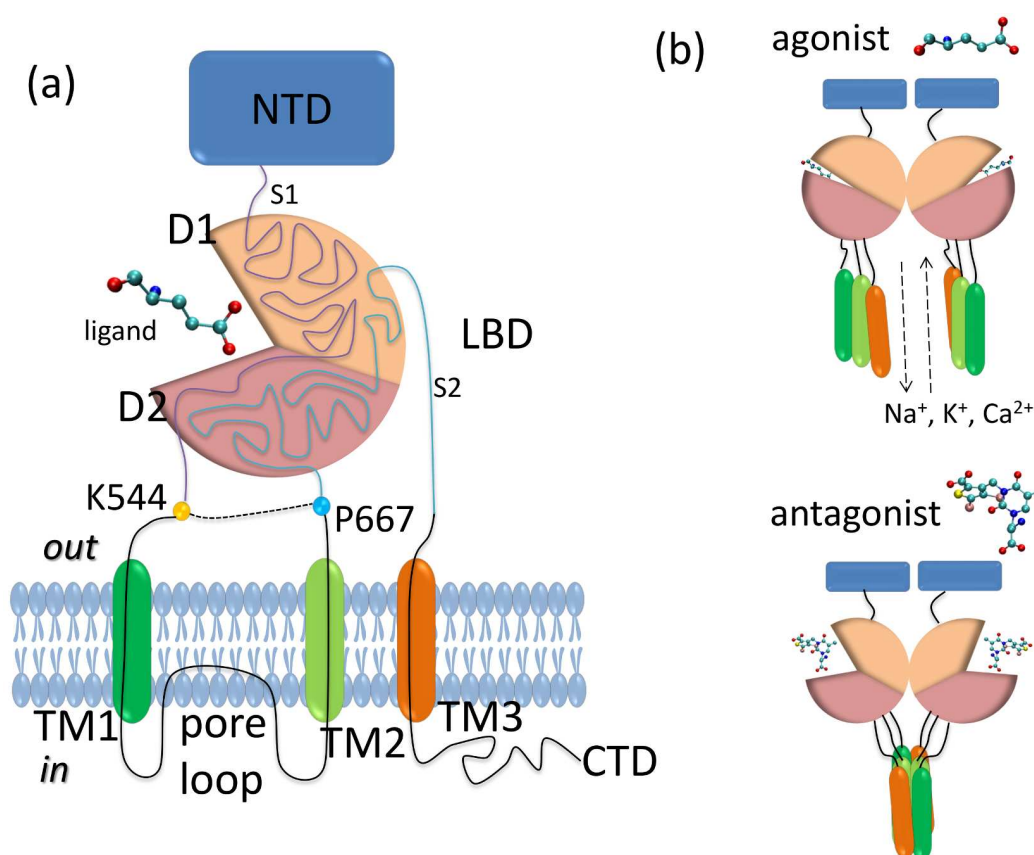 (a)
NTD
S1
D1
ligand
LBD
D2
S2
K544
P667
out
TM1
pore
loop
TM2
TM3
in
CTD
(b)
agonist
Na⁺, K⁺, Ca²⁺
antagonist